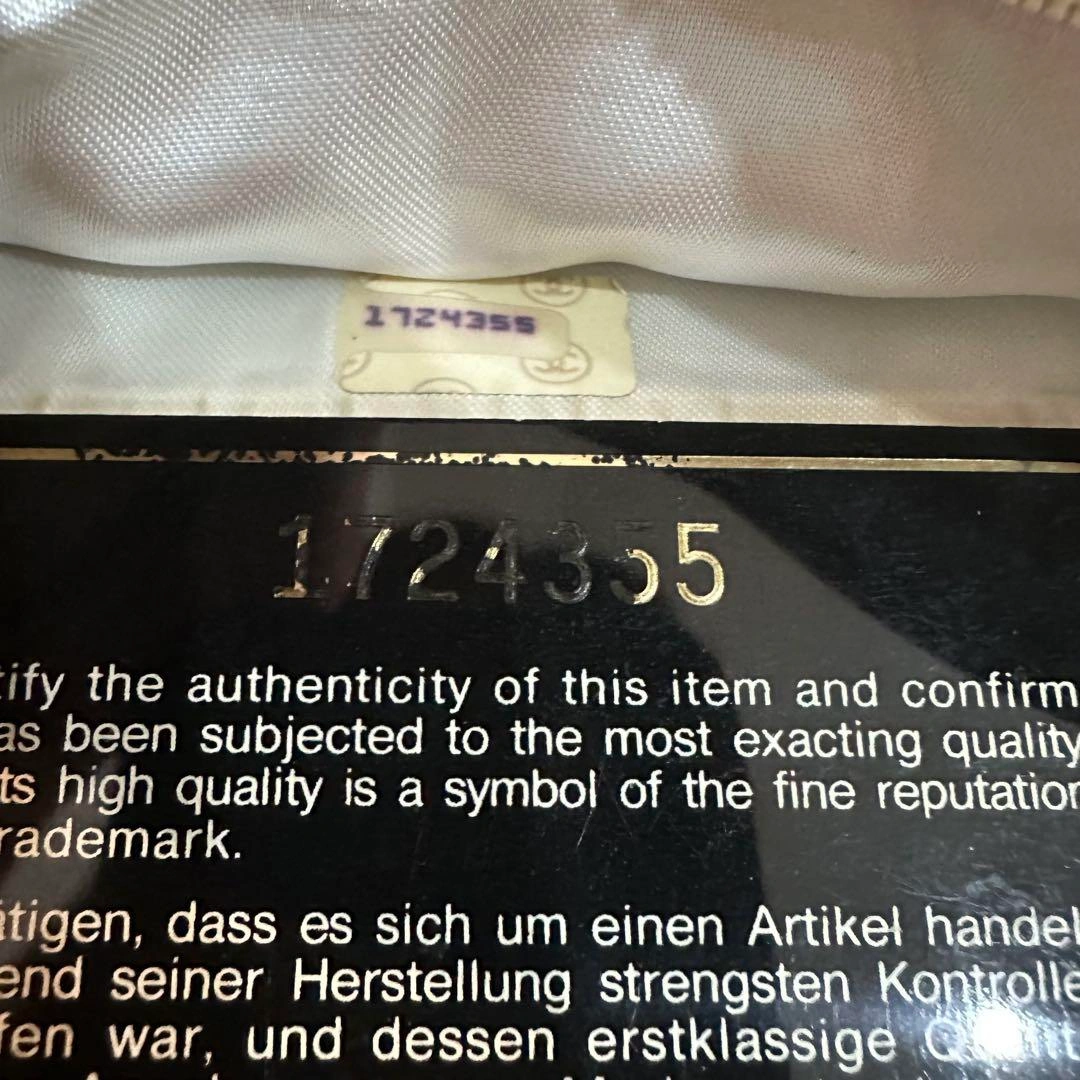 1724355
1724355
tify the authenticity of this item and confirm
as been subjected to the most exacting quality
ts high quality is a symbol of the fine reputation
rademark.
ätigen, dass es sich um einen Artikel handel
end seiner Herstellung strengsten Kontrolle
fen war, und dessen erstklassige